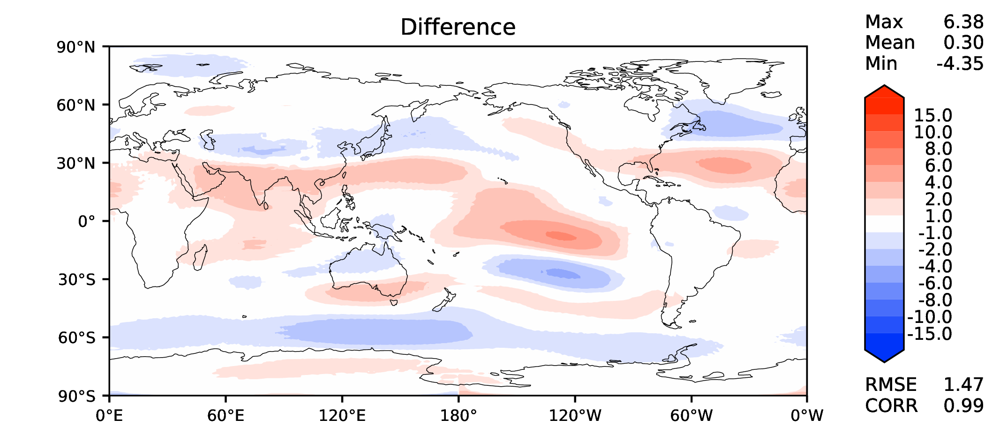 Difference
Max 6.38
Mean 0.30
Min -4.35
90°N
60°N
30°N
0°
30°S
60°S
90°S
0°E 60°E 120°E 180° 120°W 60°W 0°W
15.0
10.0
8.0
6.0
4.0
2.0
1.0
-1.0
-2.0
-4.0
-6.0
-8.0
-10.0
-15.0
RMSE 1.47
CORR 0.99